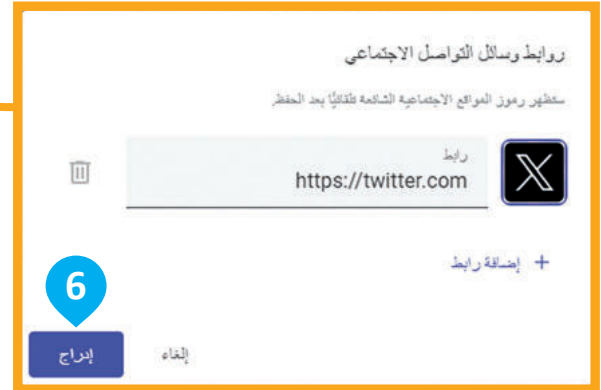 روابط وسائل التواصل الاجتماعي
ستظهر رموز المواقع الاجتماعية الشائعة تلقائيًا بعد الحفظ.
رابط
https://twitter.com
+ إضافة رابط
6
إلغاء
إدراج